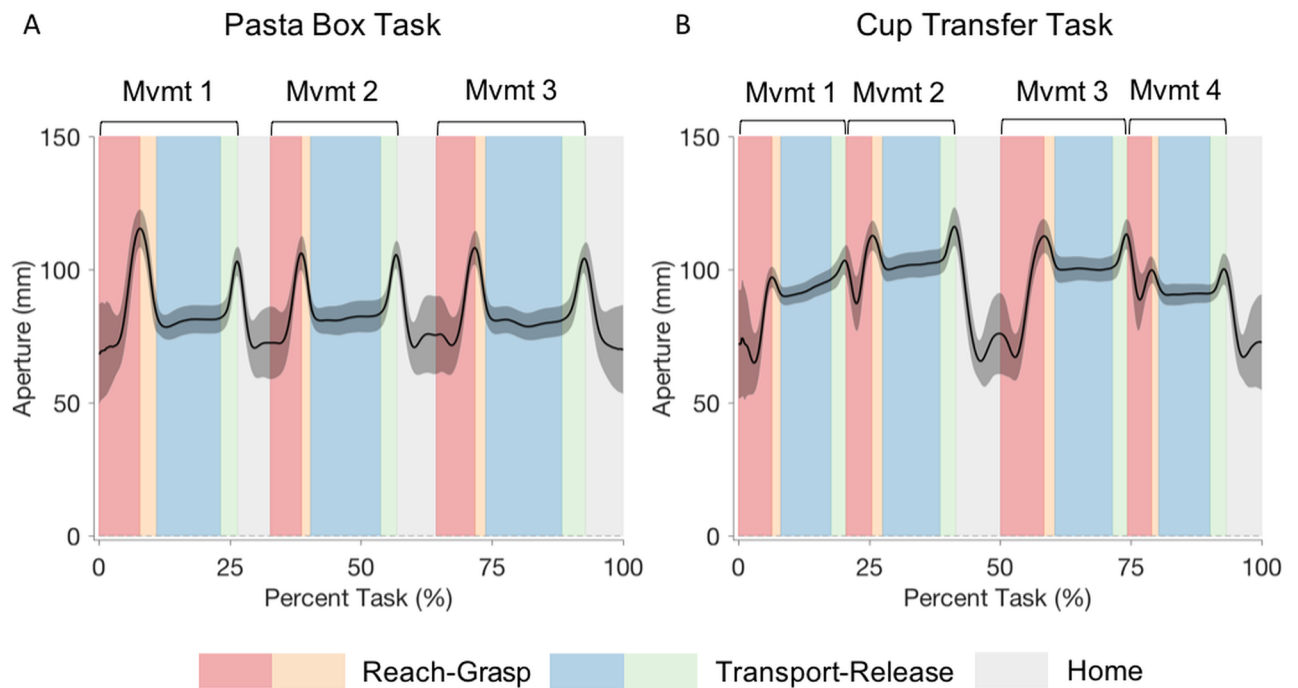 A Pasta Box Task
B Cup Transfer Task
Mvmt 1 Mvmt 2 Mvmt 3
Mvmt 1 Mvmt 2 Mvmt 3 Mvmt 4
Aperture (mm)
150
100
50
0
0 25 50 75 100
Percent Task (%)
Aperture (mm)
150
100
50
0
0 25 50 75 100
Percent Task (%)
Reach-Grasp Transport-Release Home